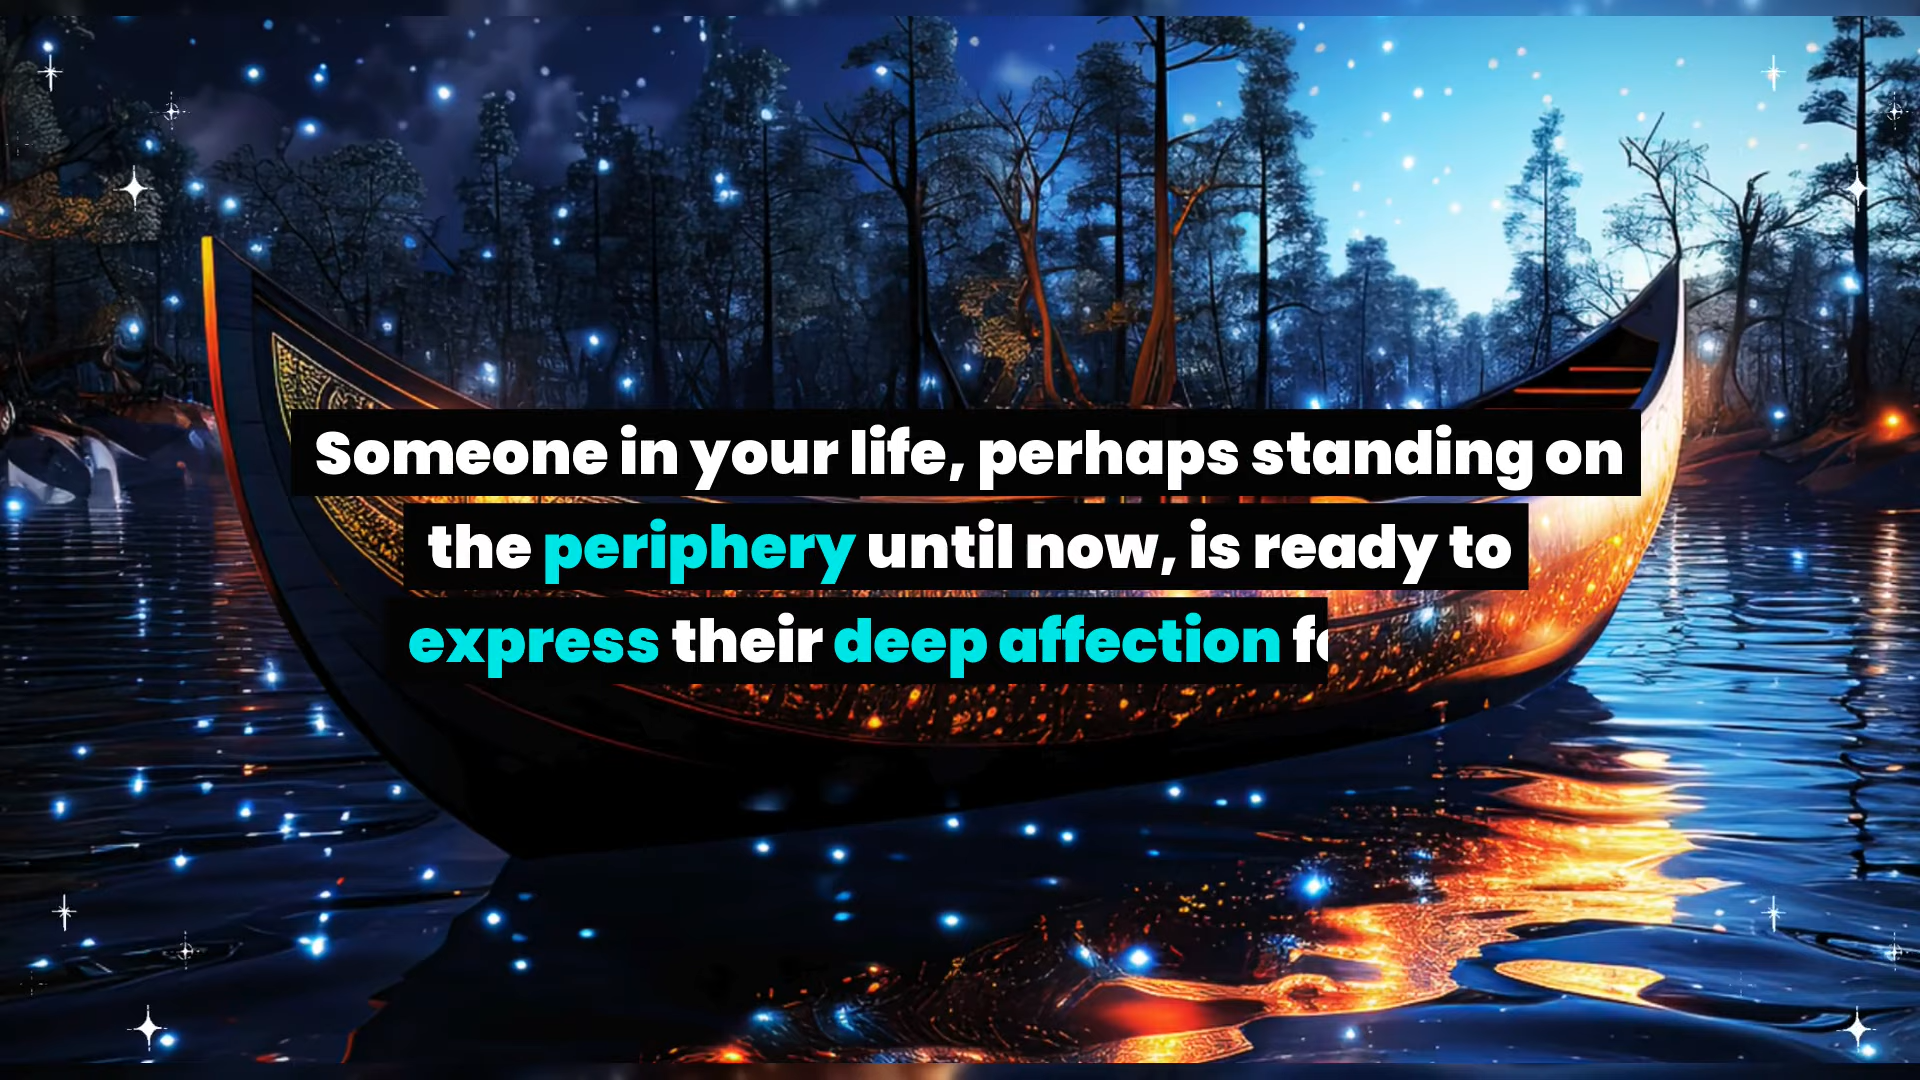 Someone in your life, perhaps standing on
the periphery until now, is ready to
express their deep affection